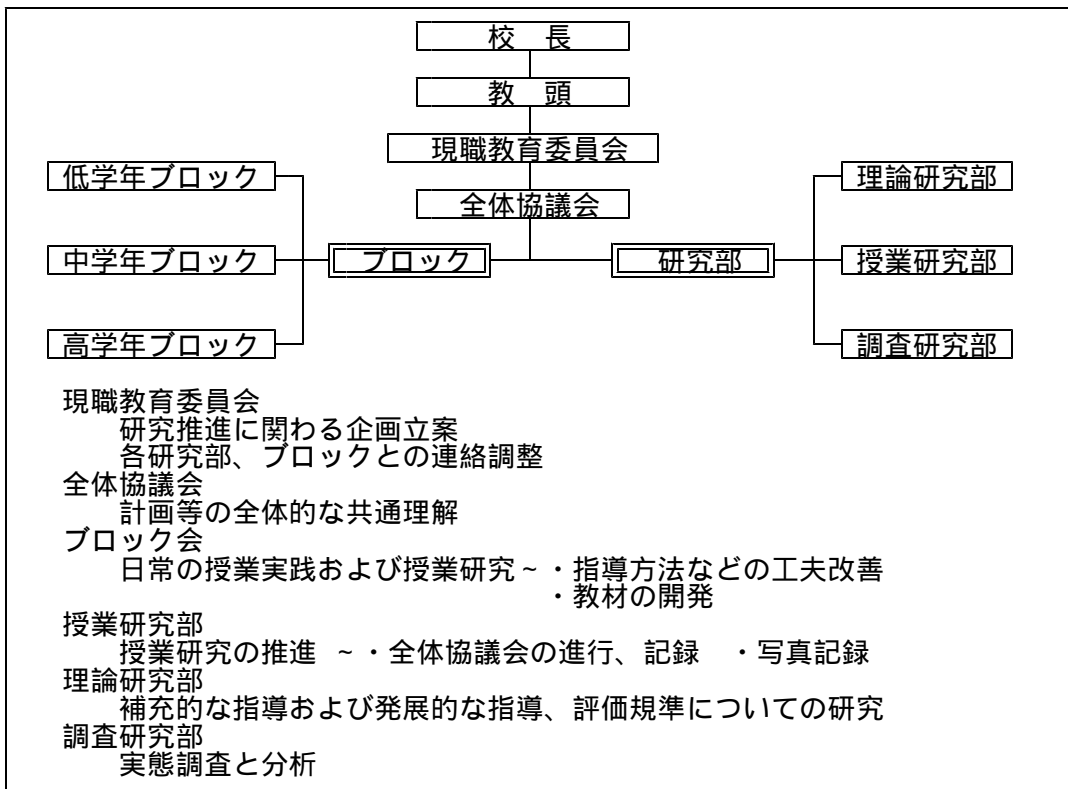 校　長
教　頭
現職教育委員会
全体協議会
低学年ブロック
理論研究部
中学年ブロック
ブロック
研究部
授業研究部
高学年ブロック
調査研究部
現職教育委員会
研究推進に関わる企画立案
各研究部、ブロックとの連絡調整
全体協議会
計画等の全体的な共通理解
ブロック会
日常の授業実践および授業研究~・指導方法などの工夫改善
・教材の開発
授業研究部
授業研究の推進 ~・全体協議会の進行、記録　・写真記録
理論研究部
補充的な指導および発展的な指導、評価規準についての研究
調査研究部
実態調査と分析